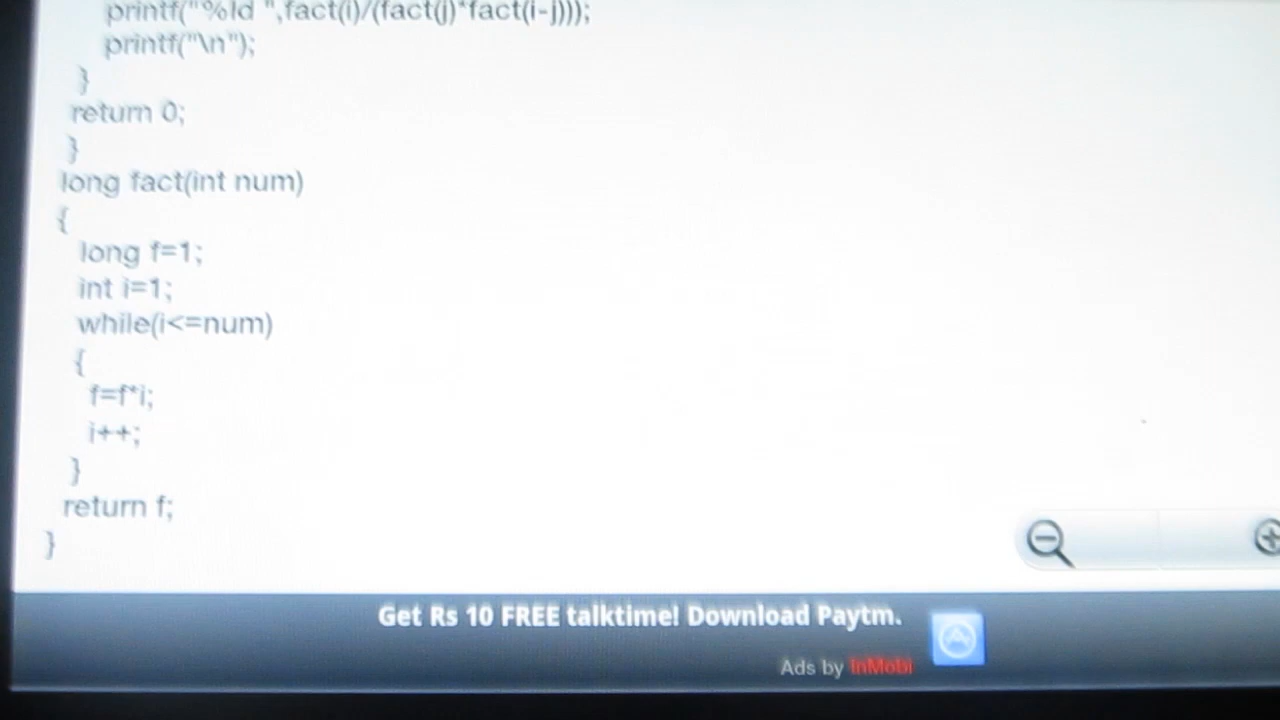 printf("%ld ",fact(i)/(fact(j)*fact(i-j)));
printf("\n");
}
return 0;
}
long fact(int num)
{
long f=1;
int i=1;
while(i<=num)
{
f=f*i;
i++;
}
return f;
}
Get Rs 10 FREE talktime! Download Paytm.
Ads by InMobi